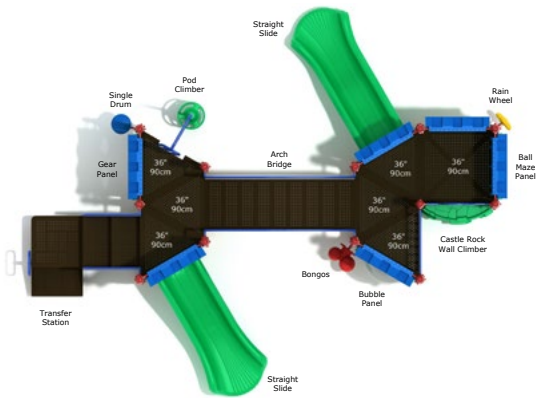 Straight
Slide
Pod
Climber
Single
Drum
Rain
Wheel
Gear
Panel
Arch
Bridge
Ball
Maze
Panel
36"
90cm
36"
90cm
36"
90cm
36"
90cm
36"
90cm
36"
90cm
36"
90cm
Castle Rock
Wall Climber
Bongos
Bubble
Panel
Transfer
Station
Straight
Slide